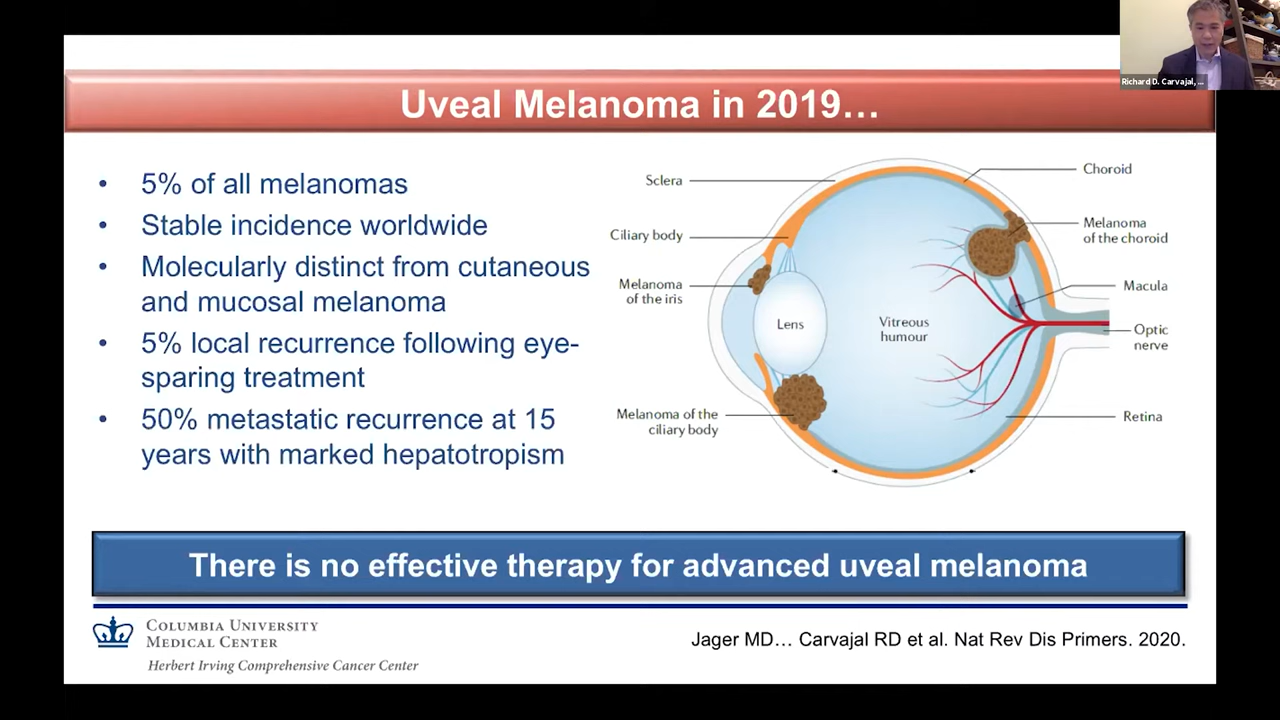 Richard D. Carvajal, ...
Uveal Melanoma in 2019…
• 5% of all melanomas
• Stable incidence worldwide
• Molecularly distinct from cutaneous
and mucosal melanoma
• 5% local recurrence following eye-
sparing treatment
• 50% metastatic recurrence at 15
years with marked hepatotropism
Sclera
Ciliary body
Melanoma
of the iris
Melanoma of the
ciliary body
Lens
Vitreous
humour
Choroid
Melanoma
of the choroid
Macula
Optic
nerve
Retina
There is no effective therapy for advanced uveal melanoma
COLUMBIA UNIVERSITY
MEDICAL CENTER
Herbert Irving Comprehensive Cancer Center
Jager MD… Carvajal RD et al. Nat Rev Dis Primers. 2020.